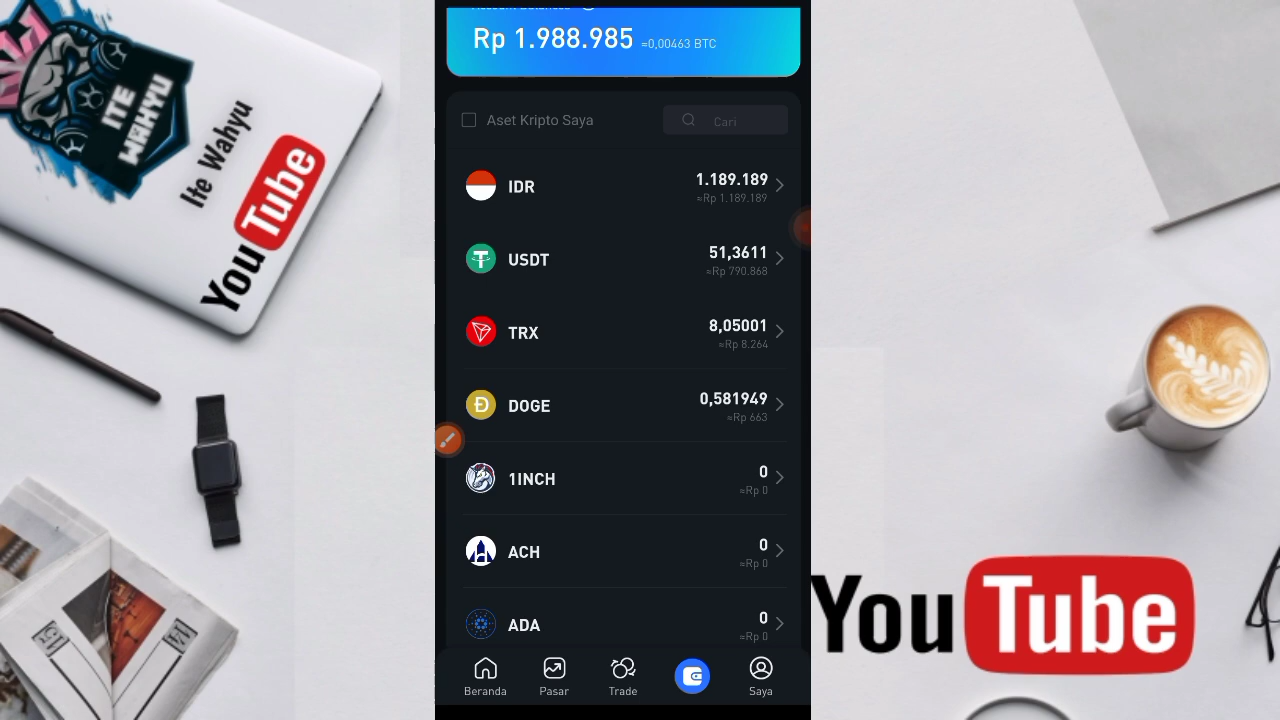 ITE
WAHYU
Ite Wahyu
YouTube
Rp 1.988.985 ≈0,00463 BTC
Aset Kripto Saya
Cari
IDR
1.189.189
≈Rp 1.189.189
USDT
51,3611
≈Rp 790.868
TRX
8,05001
≈Rp 8.264
DOGE
0,581949
≈Rp 663
1INCH
0
≈Rp 0
ACH
0
≈Rp 0
ADA
0
≈Rp 0
Beranda
Pasar
Trade
Saya
YouTube